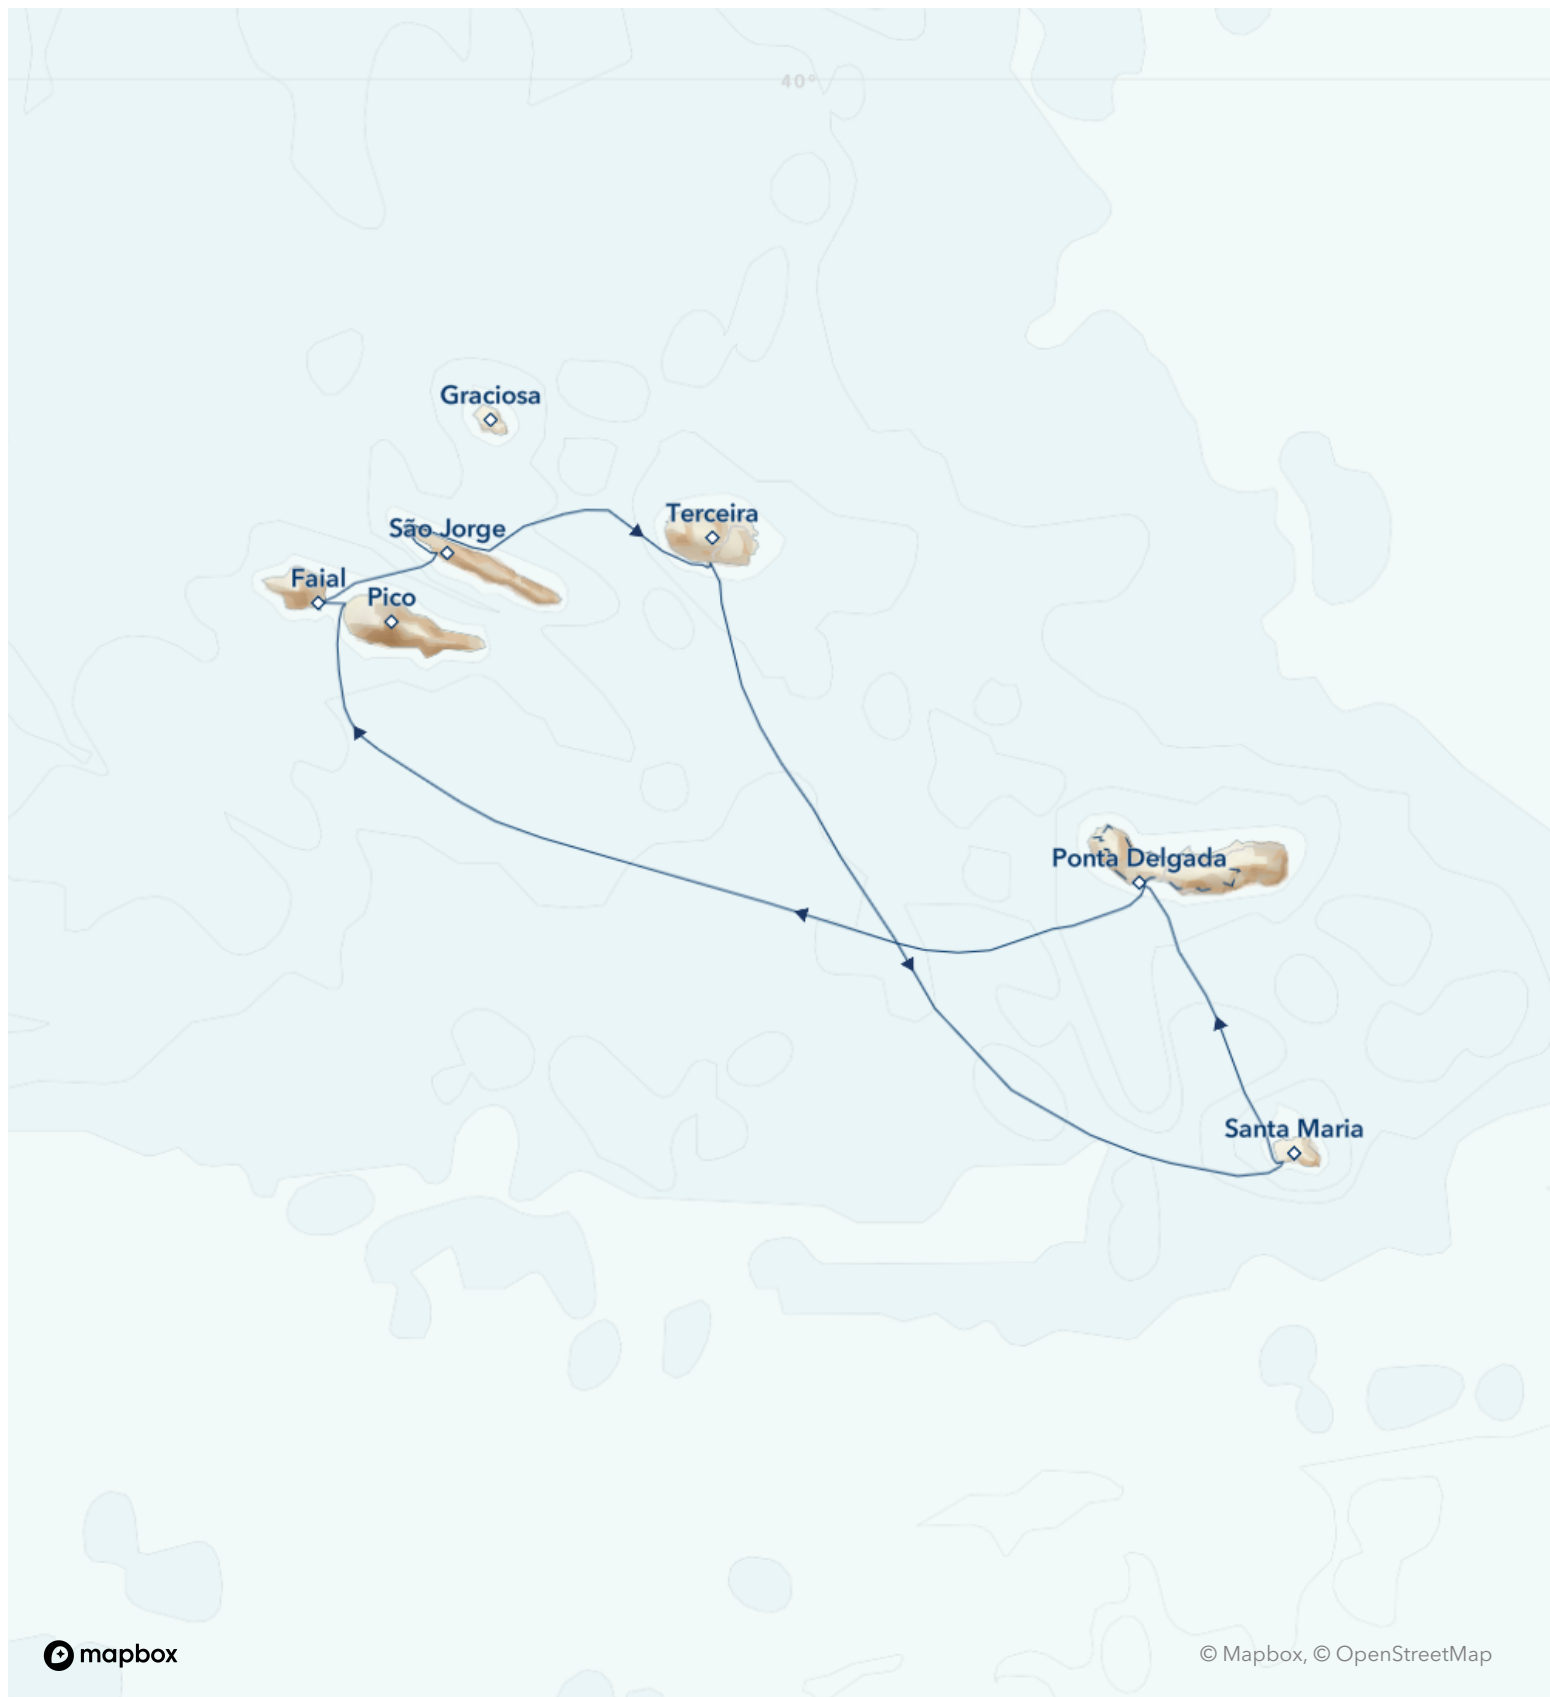 40°
Graciosa
Terceira
São Jorge
Faial
Pico
Ponta Delgada
Santa Maria
mapbox
© Mapbox, © OpenStreetMap